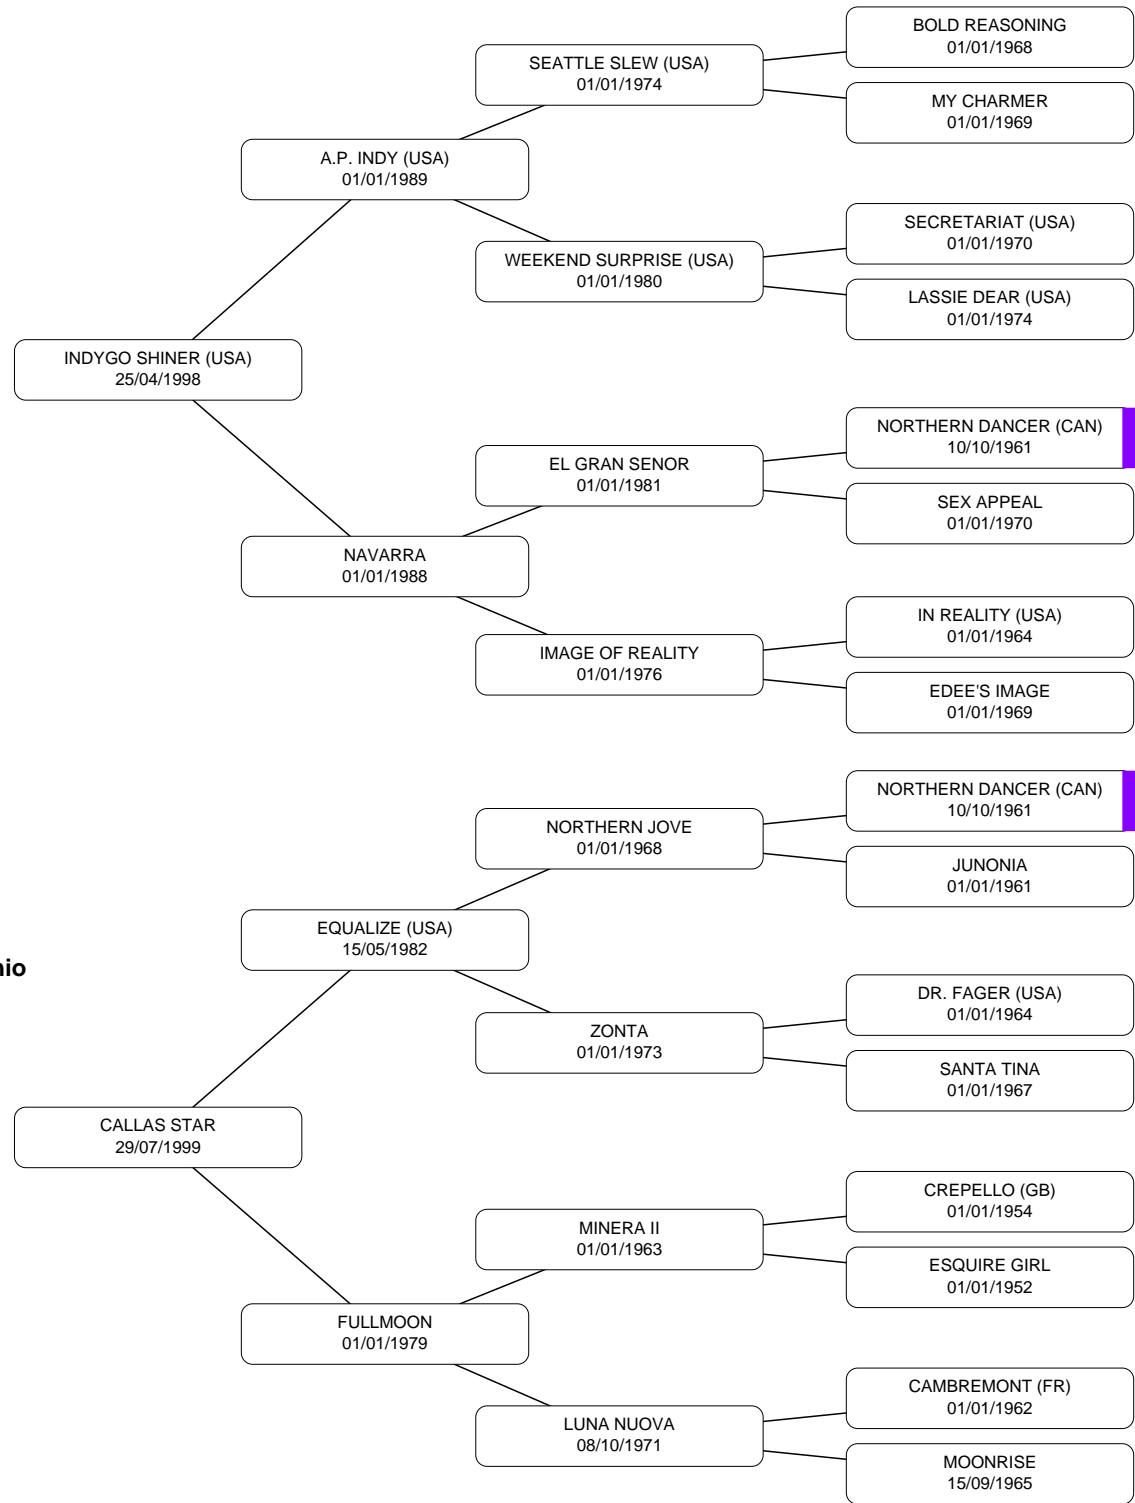 BOLD REASONING
01/01/1968
SEATTLE SLEW (USA)
01/01/1974
MY CHARMER
01/01/1969
A.P. INDY (USA)
01/01/1989
SECRETARIAT (USA)
01/01/1970
WEEKEND SURPRISE (USA)
01/01/1980
LASSIE DEAR (USA)
01/01/1974
INDYGO SHINER (USA)
25/04/1998
NORTHERN DANCER (CAN)
10/10/1961
EL GRAN SENOR
01/01/1981
SEX APPEAL
01/01/1970
NAVARRA
01/01/1988
IN REALITY (USA)
01/01/1964
IMAGE OF REALITY
01/01/1976
EDEE'S IMAGE
01/01/1969
NORTHERN DANCER (CAN)
10/10/1961
NORTHERN JOVE
01/01/1968
JUNONIA
01/01/1961
EQUALIZE (USA)
15/05/1982
nio
DR. FAGER (USA)
01/01/1964
ZONTA
01/01/1973
SANTA TINA
01/01/1967
CALLAS STAR
29/07/1999
CREPELLO (GB)
01/01/1954
MINERA II
01/01/1963
ESQUIRE GIRL
01/01/1952
FULLMOON
01/01/1979
CAMBREMONT (FR)
01/01/1962
LUNA NUOVA
08/10/1971
MOONRISE
15/09/1965